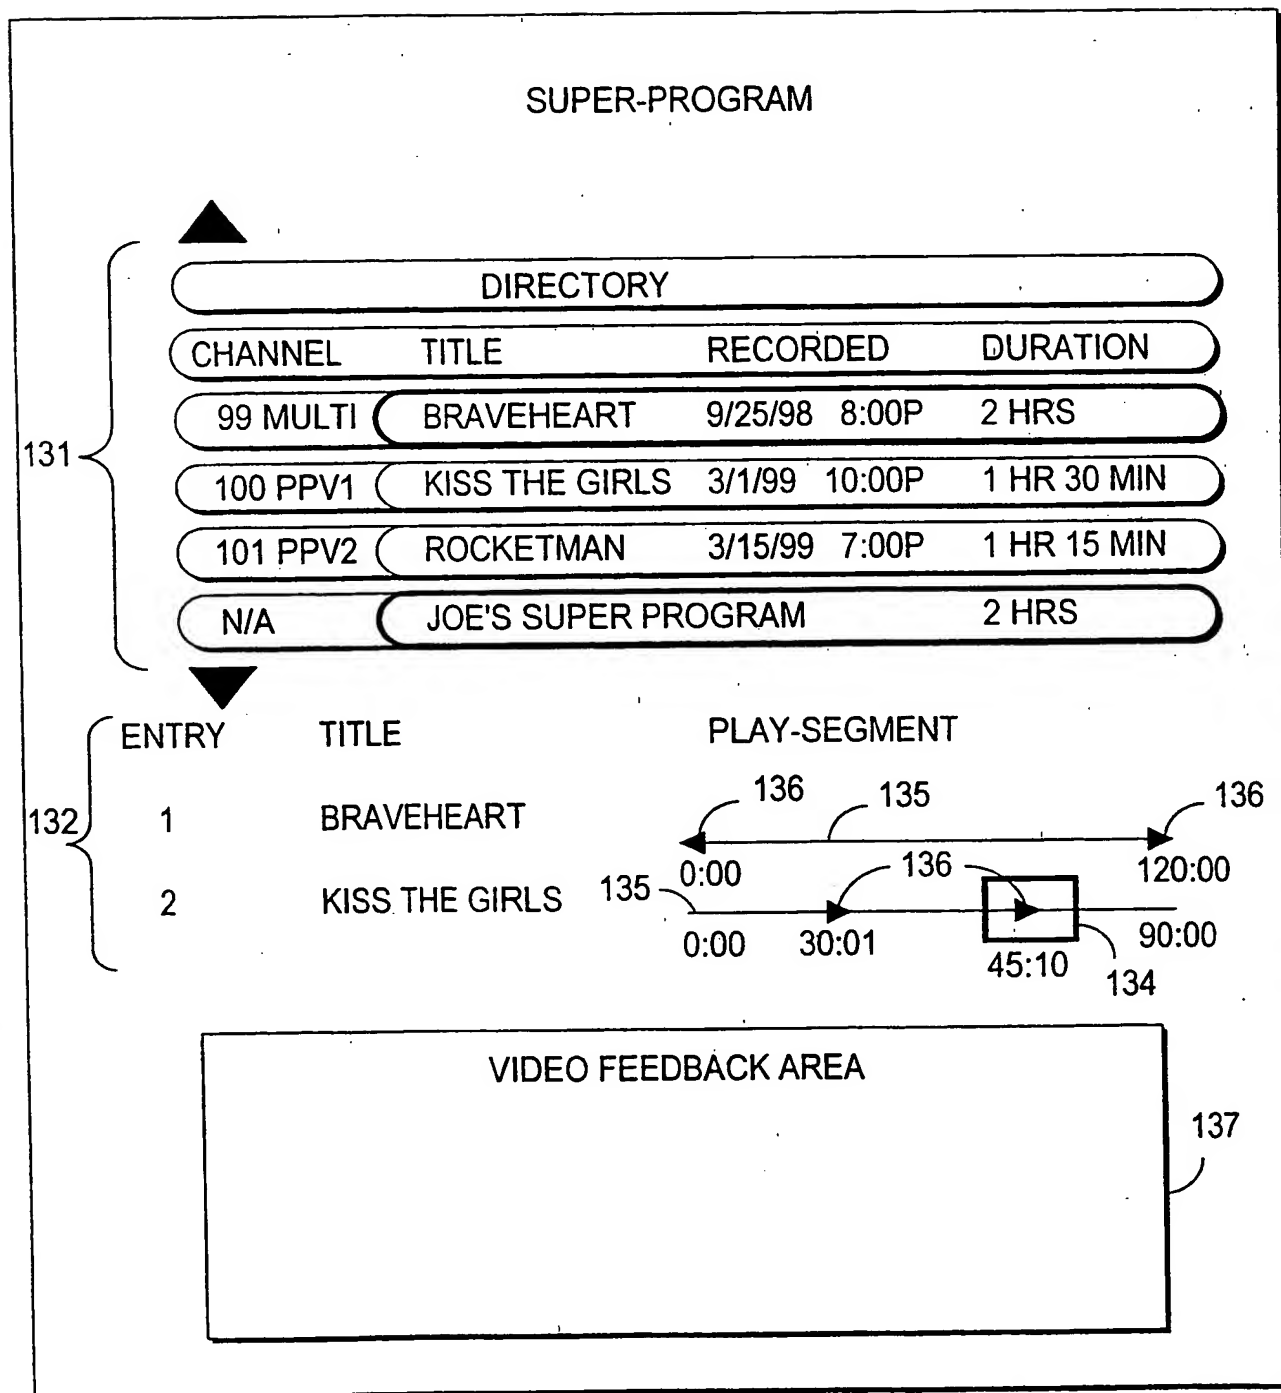 SUPER-PROGRAM
DIRECTORY
CHANNEL TITLE RECORDED DURATION
99 MULTI BRAVEHEART 9/25/98 8:00P 2 HRS
131
100 PPV1 KISS THE GIRLS 3/1/99 10:00P 1 HR 30 MIN
101 PPV2 ROCKETMAN 3/15/99 7:00P 1 HR 15 MIN
N/A JOE'S SUPER PROGRAM 2 HRS
ENTRY TITLE PLAY-SEGMENT
136 135 136
132 1 BRAVEHEART
0:00 136 120:00
2 KISS THE GIRLS 135
0:00 30:01 45:10 90:00
134
VIDEO FEEDBACK AREA
137